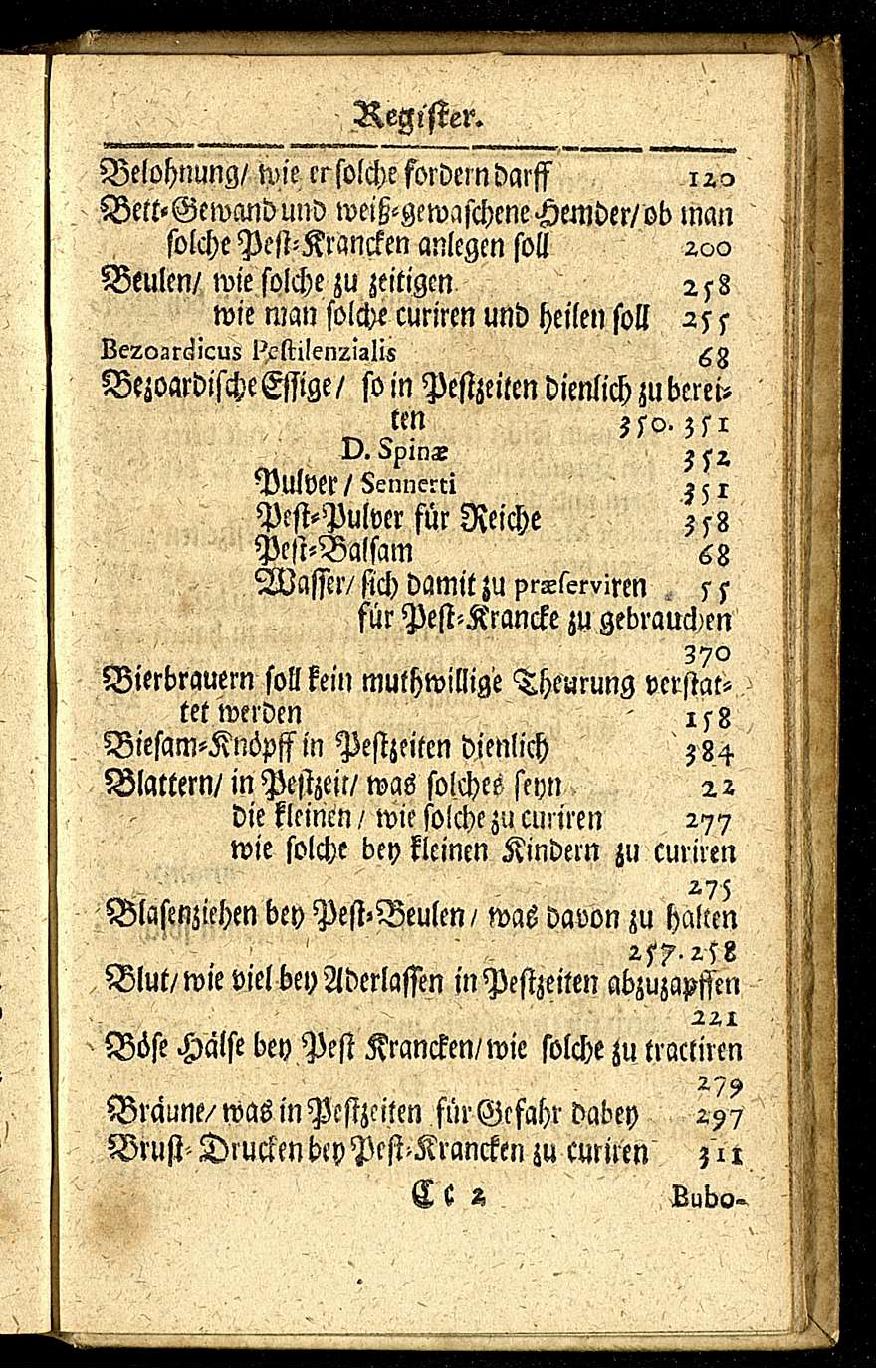 Register.
Belohnung/ wie er solche fordern darff 120
Bett-Gewand und weiß-gewaschene Hemder/ ob man
solche Pest-Krancken anlegen soll 200
Beulen/ wie solche zu zeitigen 258
wie man solche curiren und heilen soll 255
Bezoardicus Pestilenzialis 68
Bezoardische Essige/ so in Pestzeiten dienlich zu berei-
ten 350. 351
D. Spinæ 352
Pulver / Sennerti 351
Pest-Pulver für Reiche 358
Pest-Balsam 68
Wasser/ sich damit zu præserviren 55
für Pest-Krancke zu gebrauchen
370
Bierbrauern soll kein muthwillige Theurung verstat-
tet werden 158
Biesam-Knöpff in Pestzeiten dienlich 384
Blattern/ in Pestzeit/ was solches seyn 22
die kleinen / wie solche zu curiren 277
wie solche bey kleinen Kindern zu curiren
275
Blasenziehen bey Pest-Beulen / was davon zu halten
257. 258
Blut/ wie viel bey Aderlassen in Pestzeiten abzuzapffen
221
Böse Hälse bey Pest Krancken/ wie solche zu tractiren
279
Bräune/ was in Pestzeiten für Gefahr dabey 297
Brust-Drucken bey Pest-Krancken zu curiren 311
C c 2 Bubo-